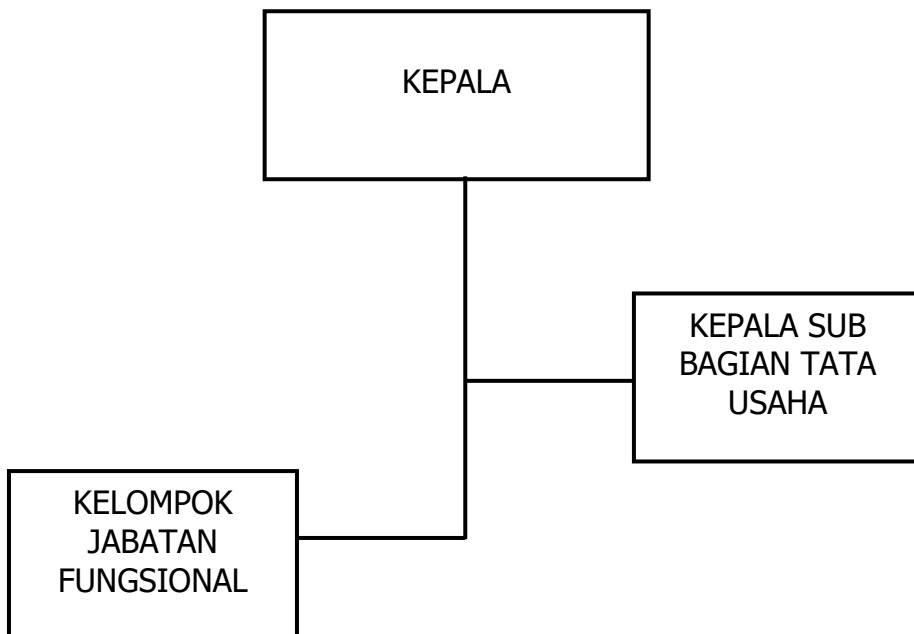 KEPALA
KEPALA SUB
BAGIAN TATA
USAHA
KELOMPOK
JABATAN
FUNGSIONAL